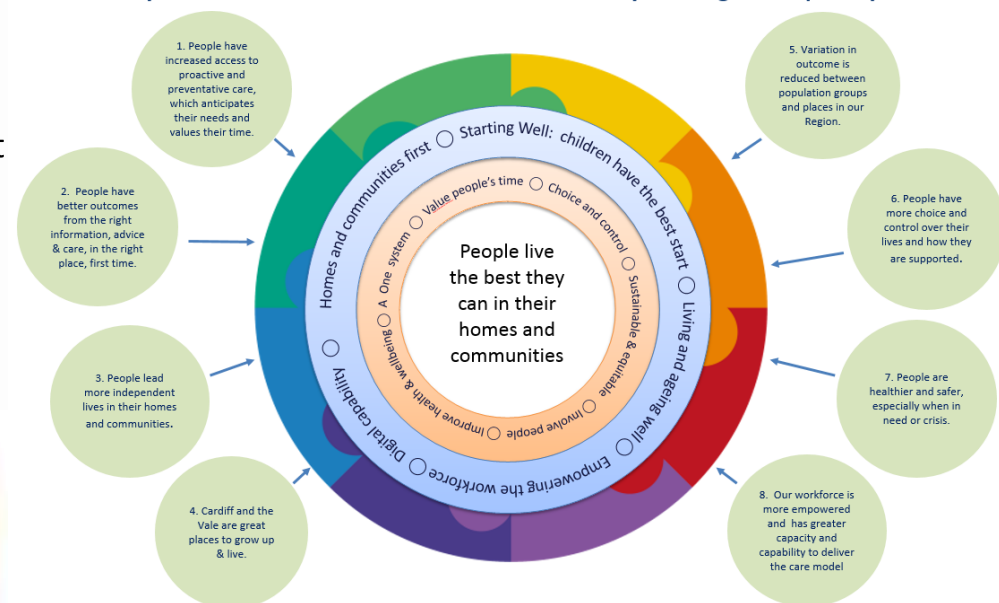 1. People have
increased access to
proactive and
preventative care,
which anticipates
their needs and
values their time.
2. People have
better outcomes
from the right
information, advice
& care, in the right
place, first time.
3. People lead
more independent
lives in their homes
and communities.
4. Cardiff and the
Vale are great
places to grow up
& live.
5. Variation in
outcome is
reduced between
population groups
and places in our
Region.
6. People have
more choice and
control over their
lives and how they
are supported.
7. People are
healthier and safer,
especially when in
need or crisis.
8. Our workforce is
more empowered
and has greater
capacity and
capability to deliver
the care model
Homes and communities first
Starting Well: children have the best start
Living and ageing well
Empowering the workforce
Digital capability
Value people's time
Choice and control
Sustainable & equitable
Involve people
Improve health & wellbeing
A One system
People live
the best they
can in their
homes and
communities